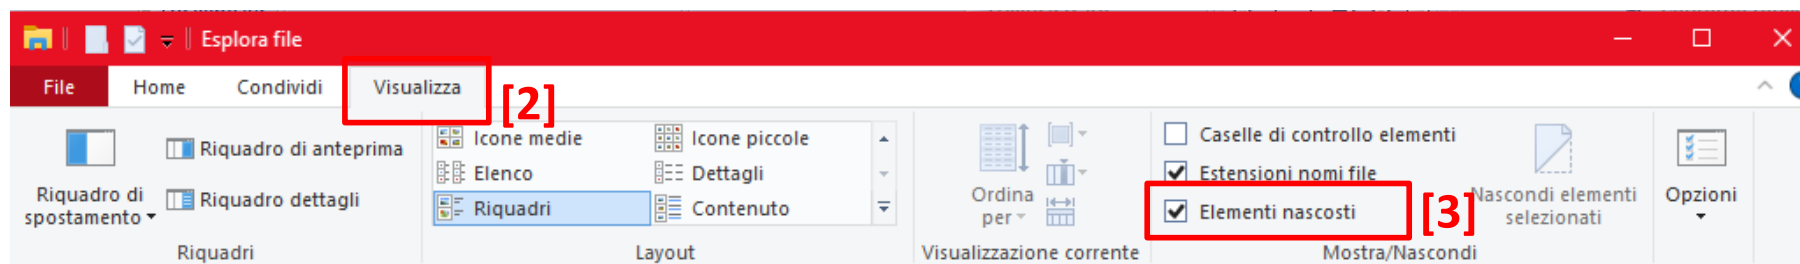 Esplora file
File Home Condividi Visualizza [2]
Riquadro di spostamento
Riquadro di anteprima
Riquadro dettagli
Riquadri
Icone medie Icone piccole
Elenco Dettagli
Riquadri Contenuto
Layout
Ordina per
Visualizzazione corrente
Caselle di controllo elementi
Estensioni nomi file
Elementi nascosti [3]
Nascondi elementi selezionati
Mostra/Nascondi
Opzioni